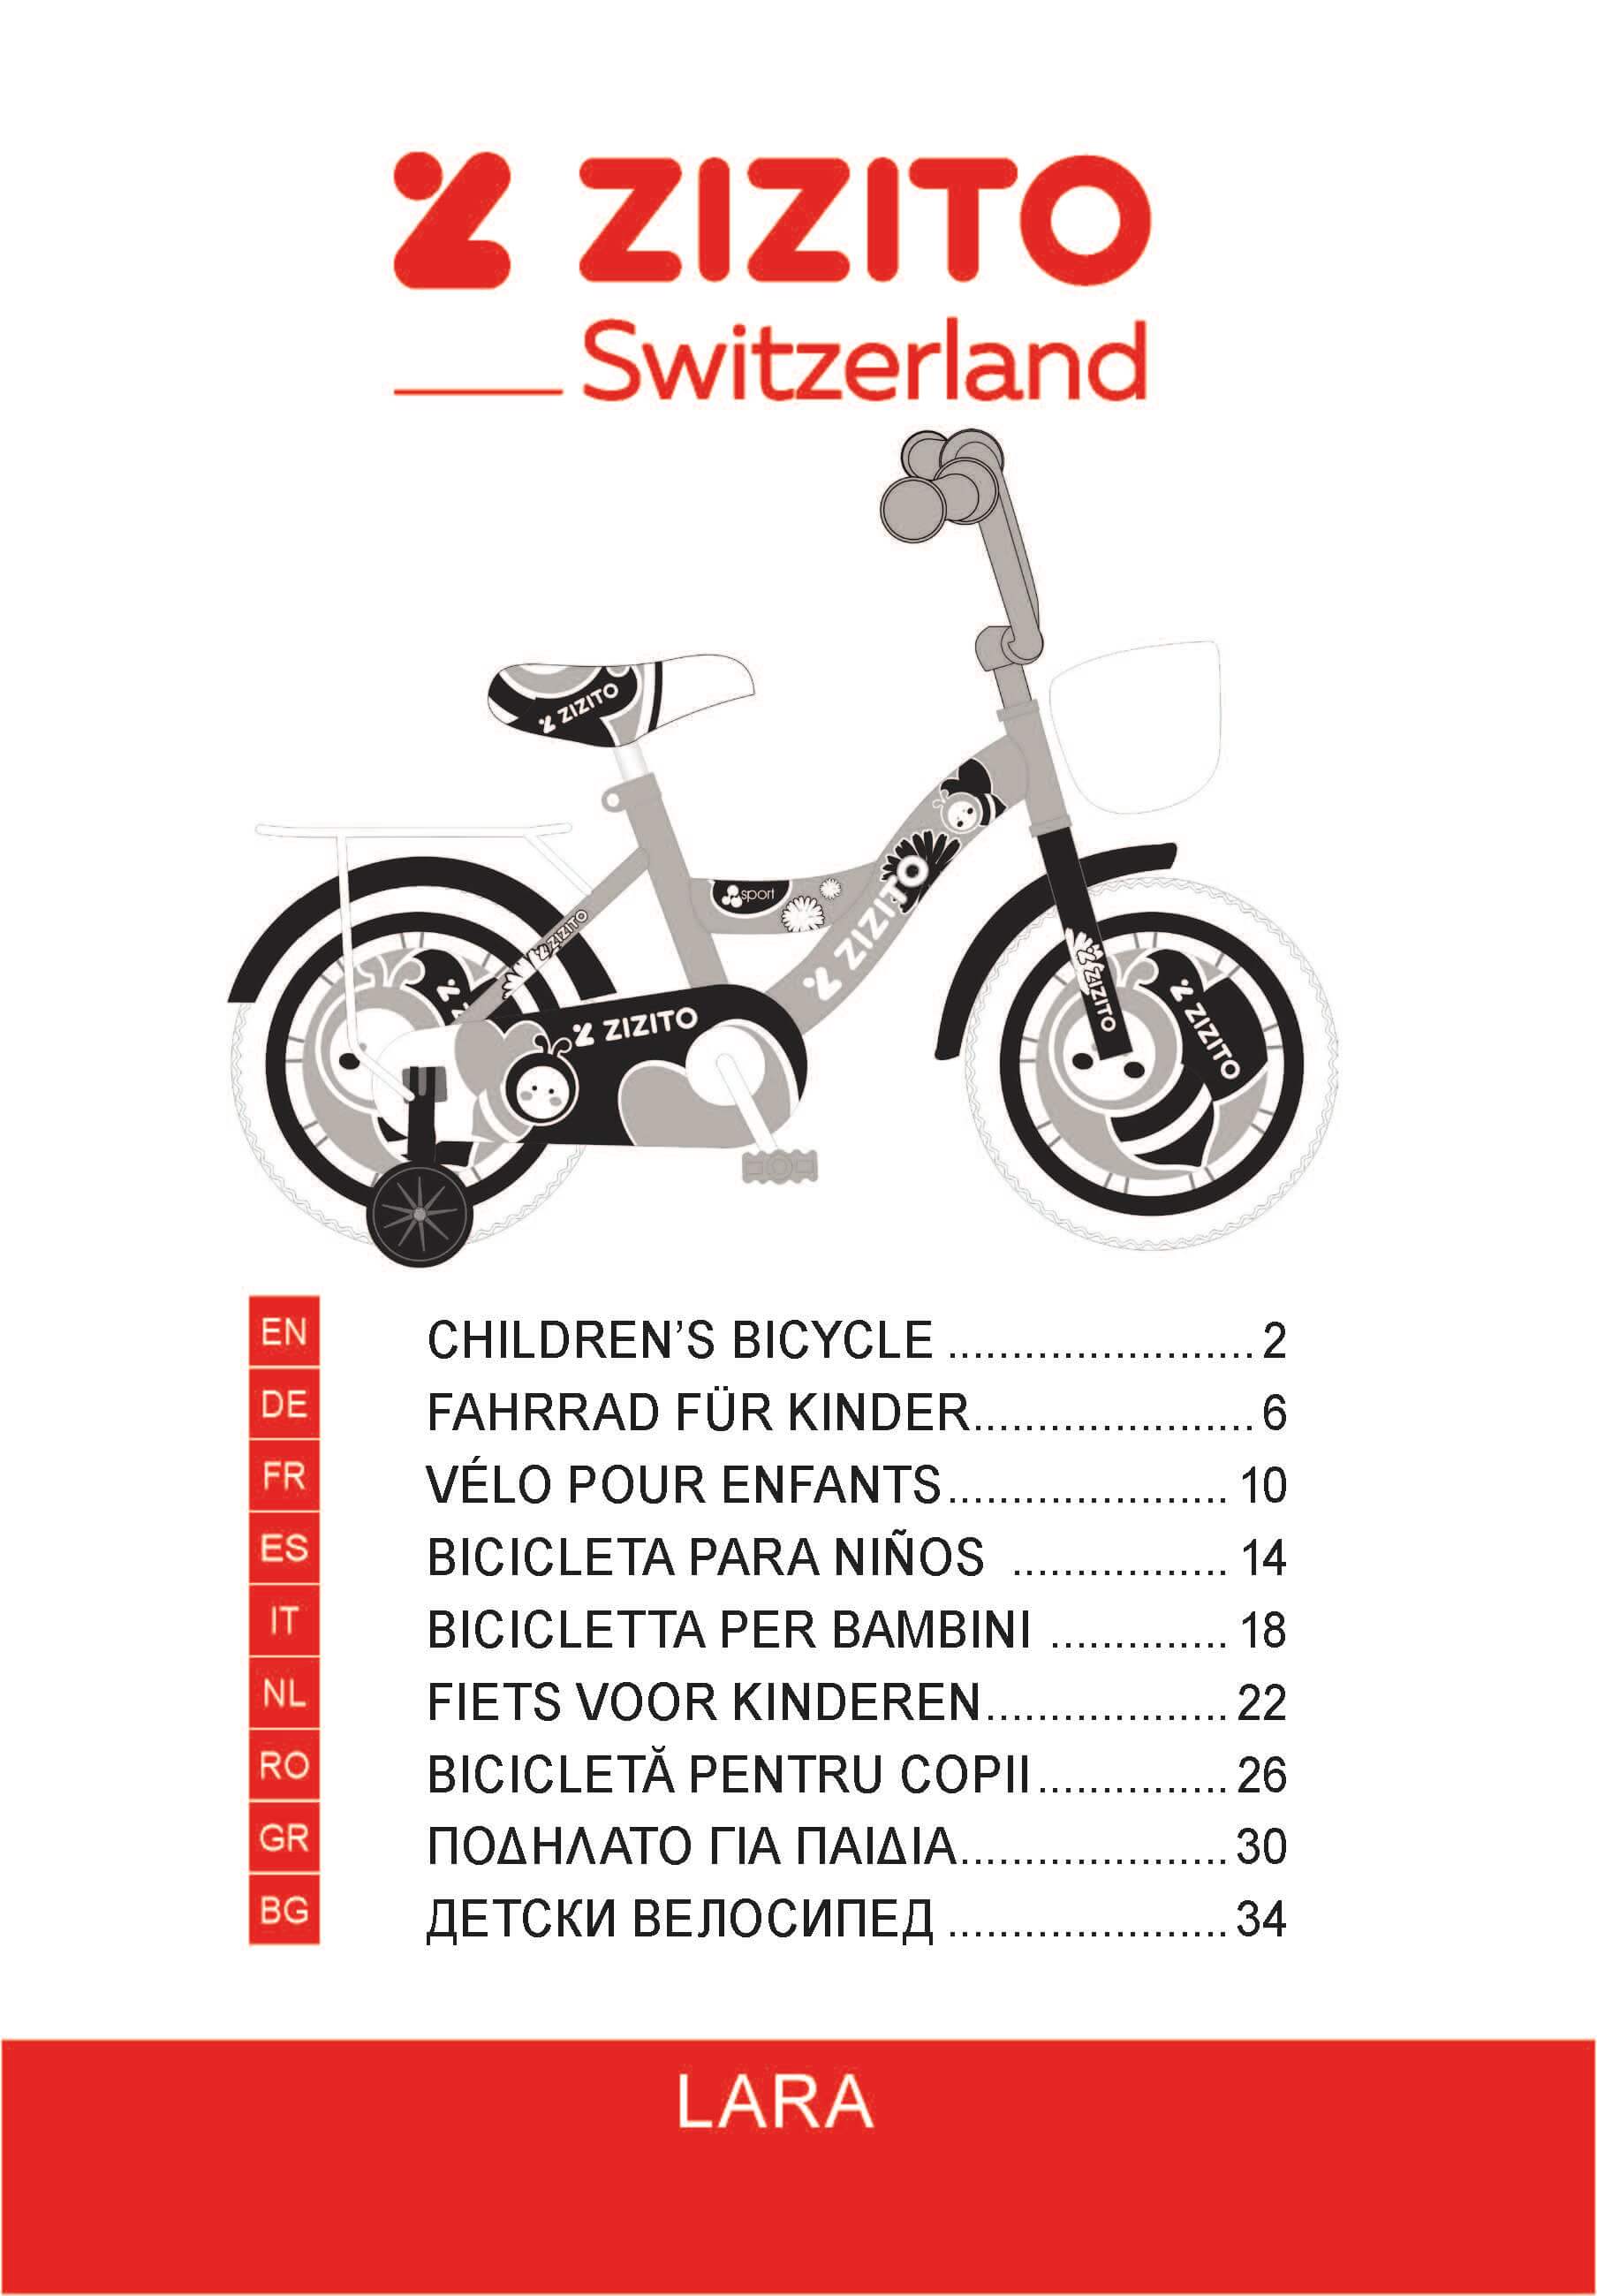 ZIZITO
Switzerland
ZIZITO
sport
ZIZITO
ZIZITO
ZIZITO
ZIZITO
ZIZITO
EN CHILDREN’S BICYCLE ........................ 2
DE FAHRRAD FÜR KINDER...................... 6
FR VÉLO POUR ENFANTS...................... 10
ES BICICLETA PARA NIÑOS ................. 14
IT BICICLETTA PER BAMBINI .............. 18
NL FIETS VOOR KINDEREN................... 22
RO BICICLETĂ PENTRU COPII............... 26
GR ΠΟΔΗΛΑΤΟ ΓΙΑ ΠΑΙΔΙΑ..................... 30
BG ДЕТСКИ ВЕЛОСИПЕД ...................... 34
LARA